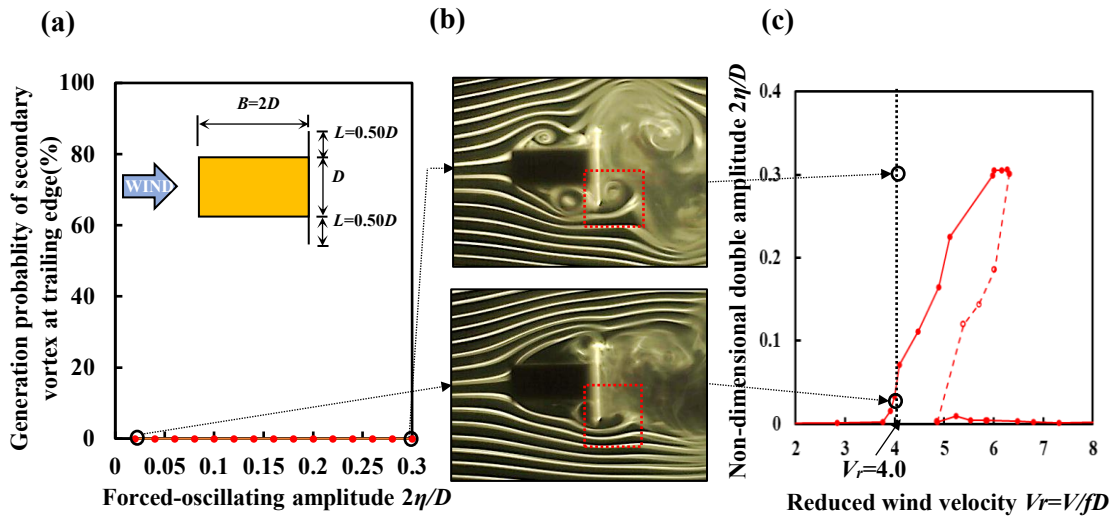 (a)
Generation probablity of secondary
vortex at trailing edge(%)
100
80
60
40
20
0
B=2D
L=0.50D
D
L=0.50D
WIND
0 0.05 0.1 0.15 0.2 0.25 0.3
Forced-oscillating amplitude 2η/D
(b)
(c)
Non-dimensional double amplitude 2η/D
0.4
0.3
0.2
0.1
0
2 4 5 6 7 8
Vr=4.0
Reduced wind velocity Vr=V/fD